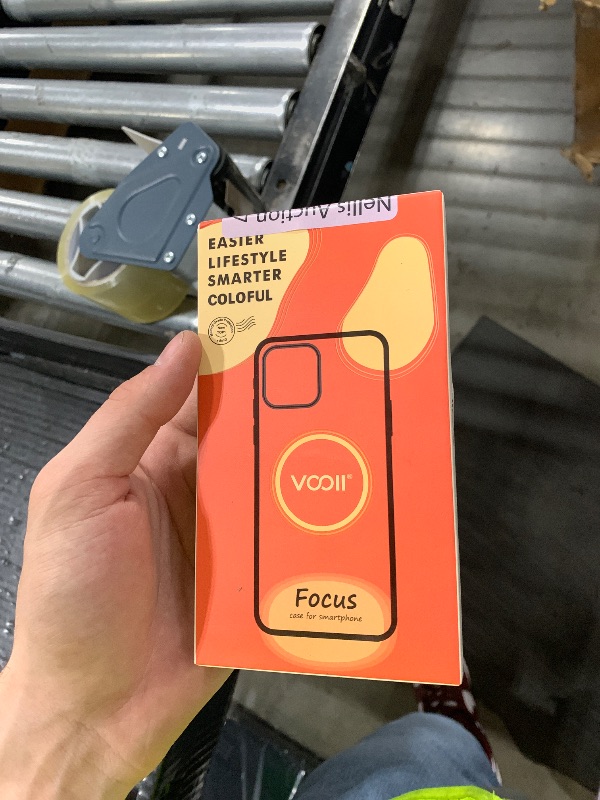 Nellis Auction
EASIER
LIFESTYLE
SMARTER
COLOFUL
VOOII®
Focus
case for smartphone